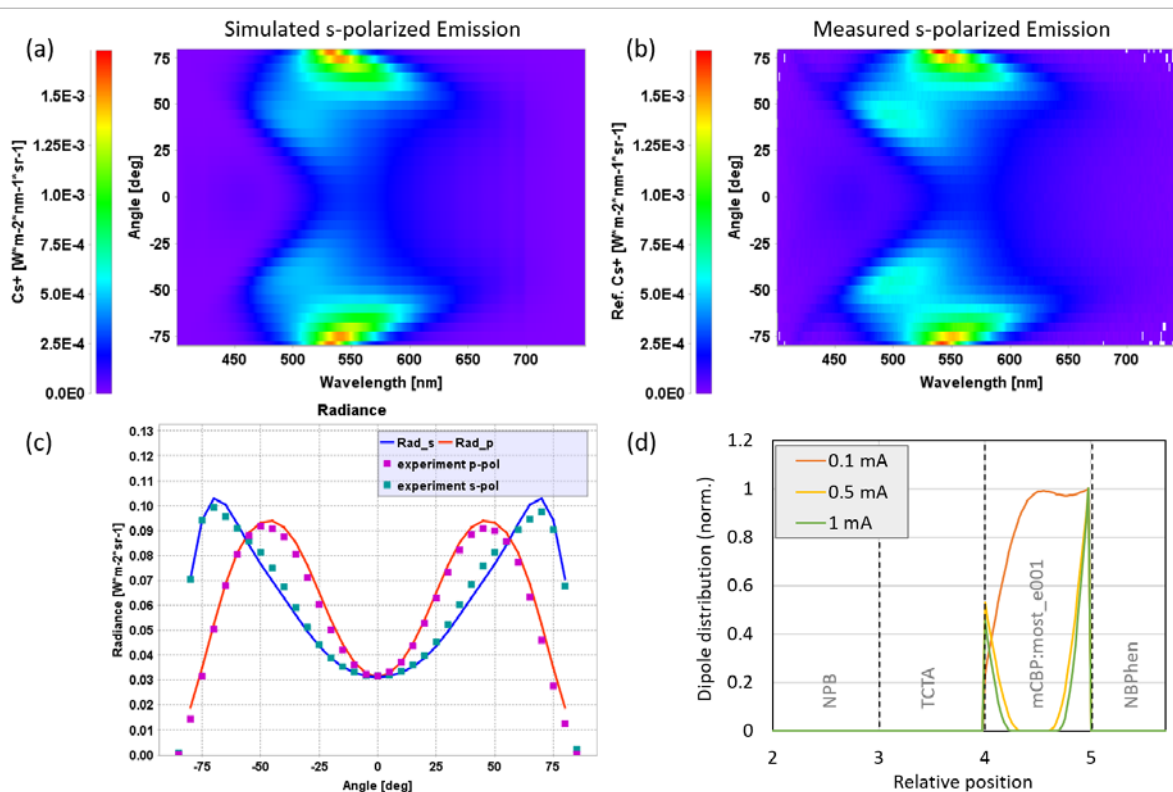 Simulated s-polarized Emission
(a)
Cs+ [W*m-2*nm-1*sr-1]
1.5E-3
1.0E-3
7.5E-4
5.0E-4
2.5E-4
0.0E0
Angle [deg]
75
50
25
0
-25
-50
-75
450
500
550
600
650
700
Wavelength [nm]
Measured s-polarized Emission
(b)
Ref. Cs+ [W*m-2*nm-1*sr-1]
1.5E-3
1.0E-3
7.5E-4
5.0E-4
2.5E-4
0.0E0
Angle [deg]
75
50
25
0
-25
-50
-75
450
500
550
600
650
700
Wavelength [nm]
(c)
Radiance
Rad_s
Rad_p
experiment p-pol
experiment s-pol
Radiance [W*m-2*sr-1]
0.13
0.12
0.11
0.10
0.09
0.08
0.07
0.06
0.05
0.04
0.03
0.02
0.01
0.00
-75
-50
-25
0
25
50
75
Angle [deg]
(d)
0.1 mA
0.5 mA
1 mA
Dipole distribution (norm.)
1.2
1
0.8
0.6
0.4
0.2
0
NPB
TCTA
mCBP:most_e001
NBPhen
2
3
4
5
Relative position